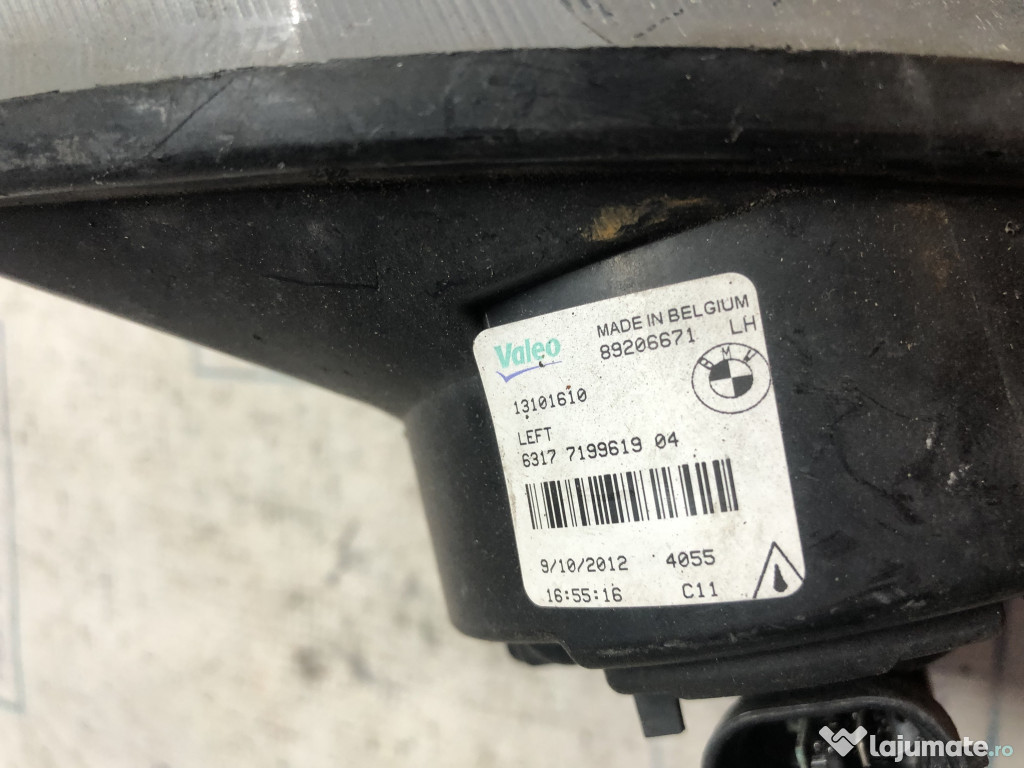 MADE IN BELGIUM
Valeo 89206671 LH
BMW
13101610
LEFT
6317 7199619 04
9/10/2012 4055
16:55:16 C11
lajumate.ro